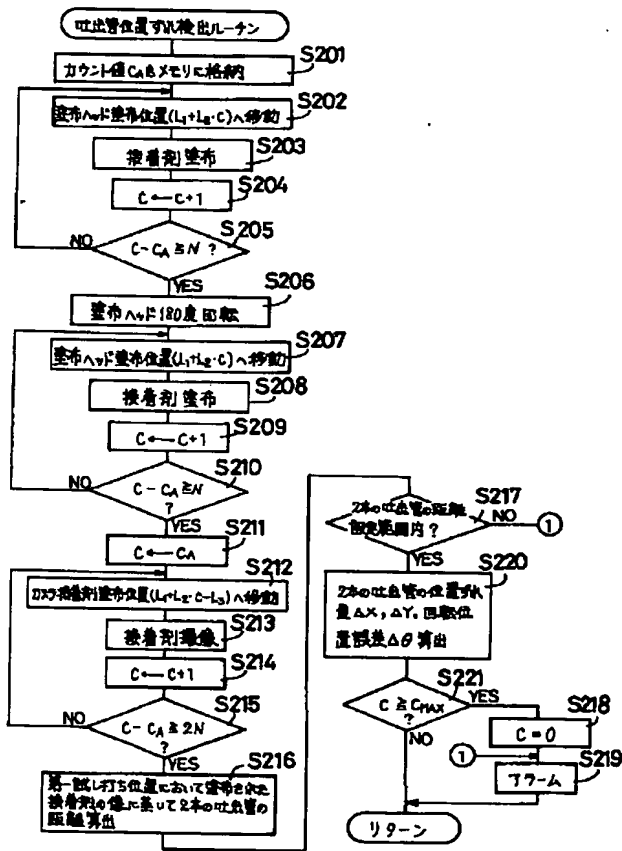 吐出管位置ずれ検出ルーチン
S201
カウント値CAをメモリに格納
S202
塗布ヘッド塗布位置(L1+L2·C)へ移動
S203
接着剤塗布
S204
C←C+1
S205
C-CA≧N?
NO
YES
S206
塗布ヘッド180度回転
S207
塗布ヘッド塗布位置(L1+L2·C)へ移動
S208
接着剤塗布
S209
C←C+1
S210
C-CA≧N
?
NO
YES
S211
C←CA
S212
カメラ接着剤塗布位置(L1+L2·C-L3)へ移動
S213
接着剤撮像
S214
C←C+1
S215
C-CA≧2N
?
NO
YES
S216
第一試し打ち位置において塗布された
接着剤の像に基いて2本の吐出管の
距離算出
S217
2本の吐出管の距離
設定範囲内?
NO
1
YES
S220
2本の吐出管の位置ずれ
量ΔX,ΔY,回転位
置誤差Δθ算出
S221
C≧CMAX
?
YES
NO
S218
C=0
1
S219
アラーム
リターン